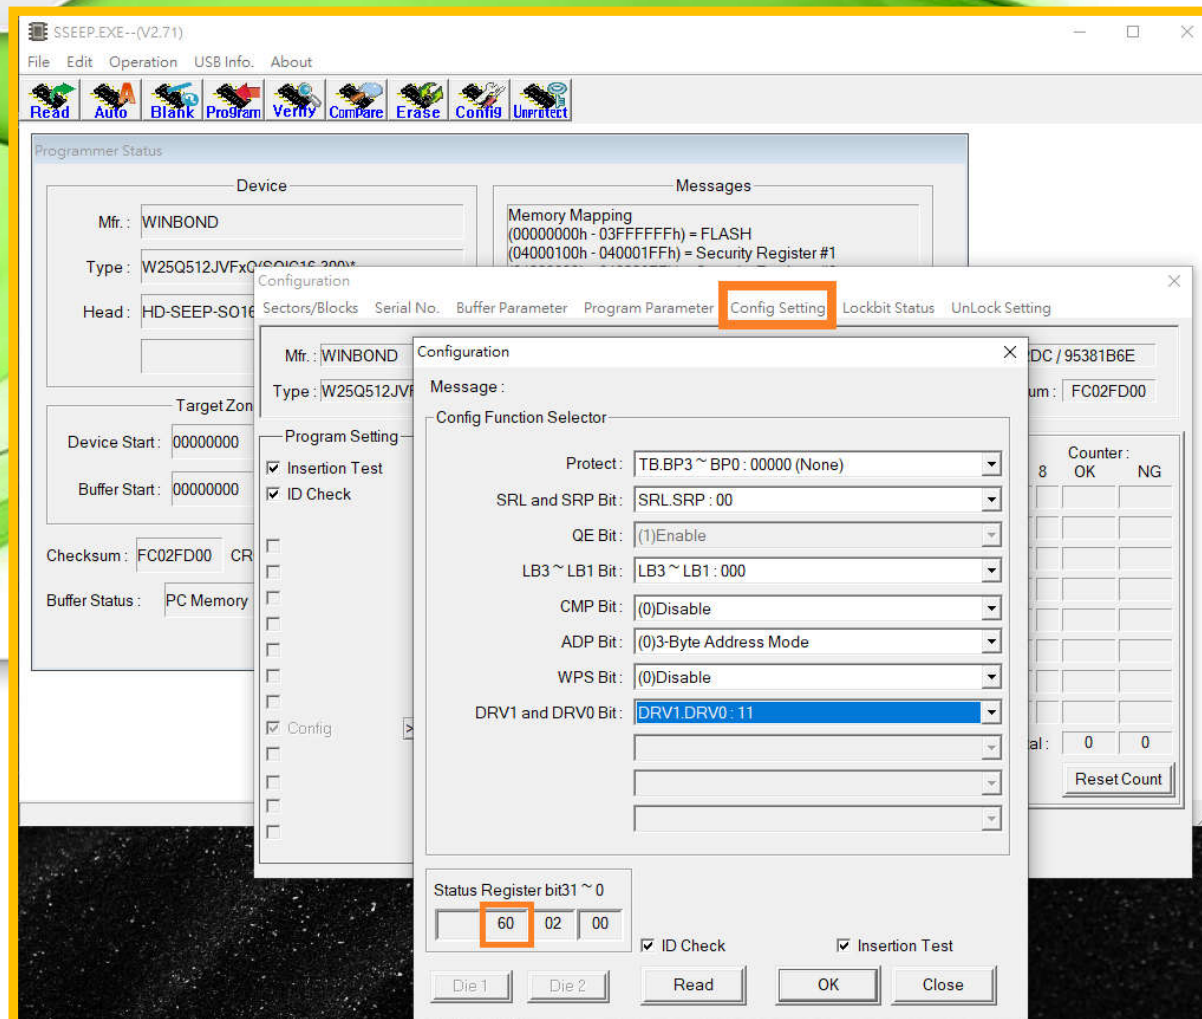 SSEEP.EXE--(V2.71)
File Edit Operation USB Info. About
Read Auto Blank Program Verify Compare Erase Config Unprotect
Programmer Status
Device
Mfr. : WINBOND
Type : W25Q512JVFxQ(SOIC16-300)*
Head : HD-SEEP-SO16
Messages
Memory Mapping
(00000000h - 03FFFFFFh) = FLASH
(04000100h - 040001FFh) = Security Register #1
Target Zon
Device Start : 00000000
Buffer Start : 00000000
Checksum : FC02FD00 CR
Buffer Status : PC Memory
Configuration
Sectors/Blocks Serial No. Buffer Parameter Program Parameter Config Setting Lockbit Status UnLock Setting
Mfr. : WINBOND
DC / 95381B6E
Type : W25Q512JVF
um : FC02FD00
Program Setting
Insertion Test
ID Check
Config >
Counter :
8 OK NG
al : 0 0
Reset Count
Configuration
Message :
Config Function Selector
Protect : TB.BP3 ~ BP0 : 00000 (None)
SRL and SRP Bit : SRL.SRP : 00
QE Bit : (1)Enable
LB3 ~ LB1 Bit : LB3 ~ LB1 : 000
CMP Bit : (0)Disable
ADP Bit : (0)3-Byte Address Mode
WPS Bit : (0)Disable
DRV1 and DRV0 Bit : DRV1.DRV0 : 11
Status Register bit31 ~ 0
60 02 00
ID Check Insertion Test
Die 1 Die 2 Read OK Close